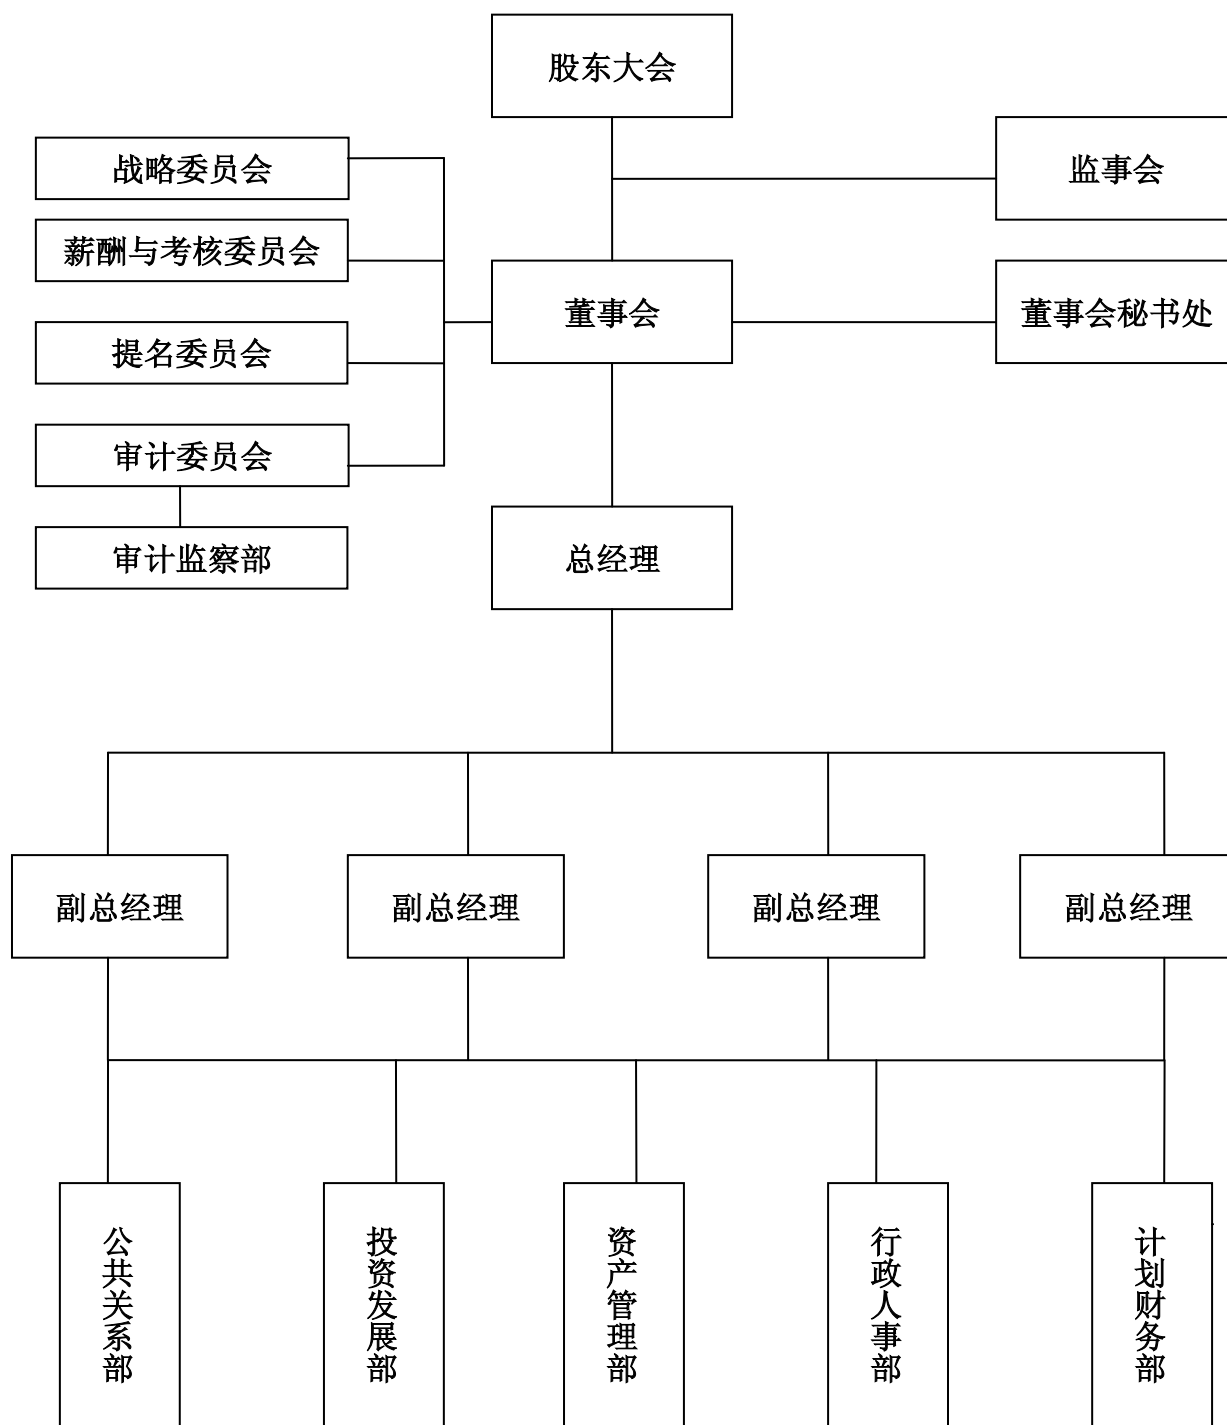 股东大会
监事会
战略委员会
薪酬与考核委员会
董事会
董事会秘书处
提名委员会
审计委员会
审计监察部
总经理
副总经理
副总经理
副总经理
副总经理
公共关系部
投资发展部
资产管理部
行政人事部
计划财务部